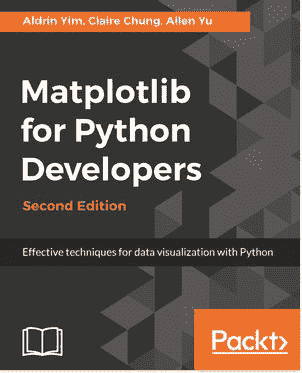 Aldrin Yim, Claire Chung, Allen Yu
Matplotlib
for Python
Developers
Second Edition
Effective techniques for data visualization with Python
Packt>